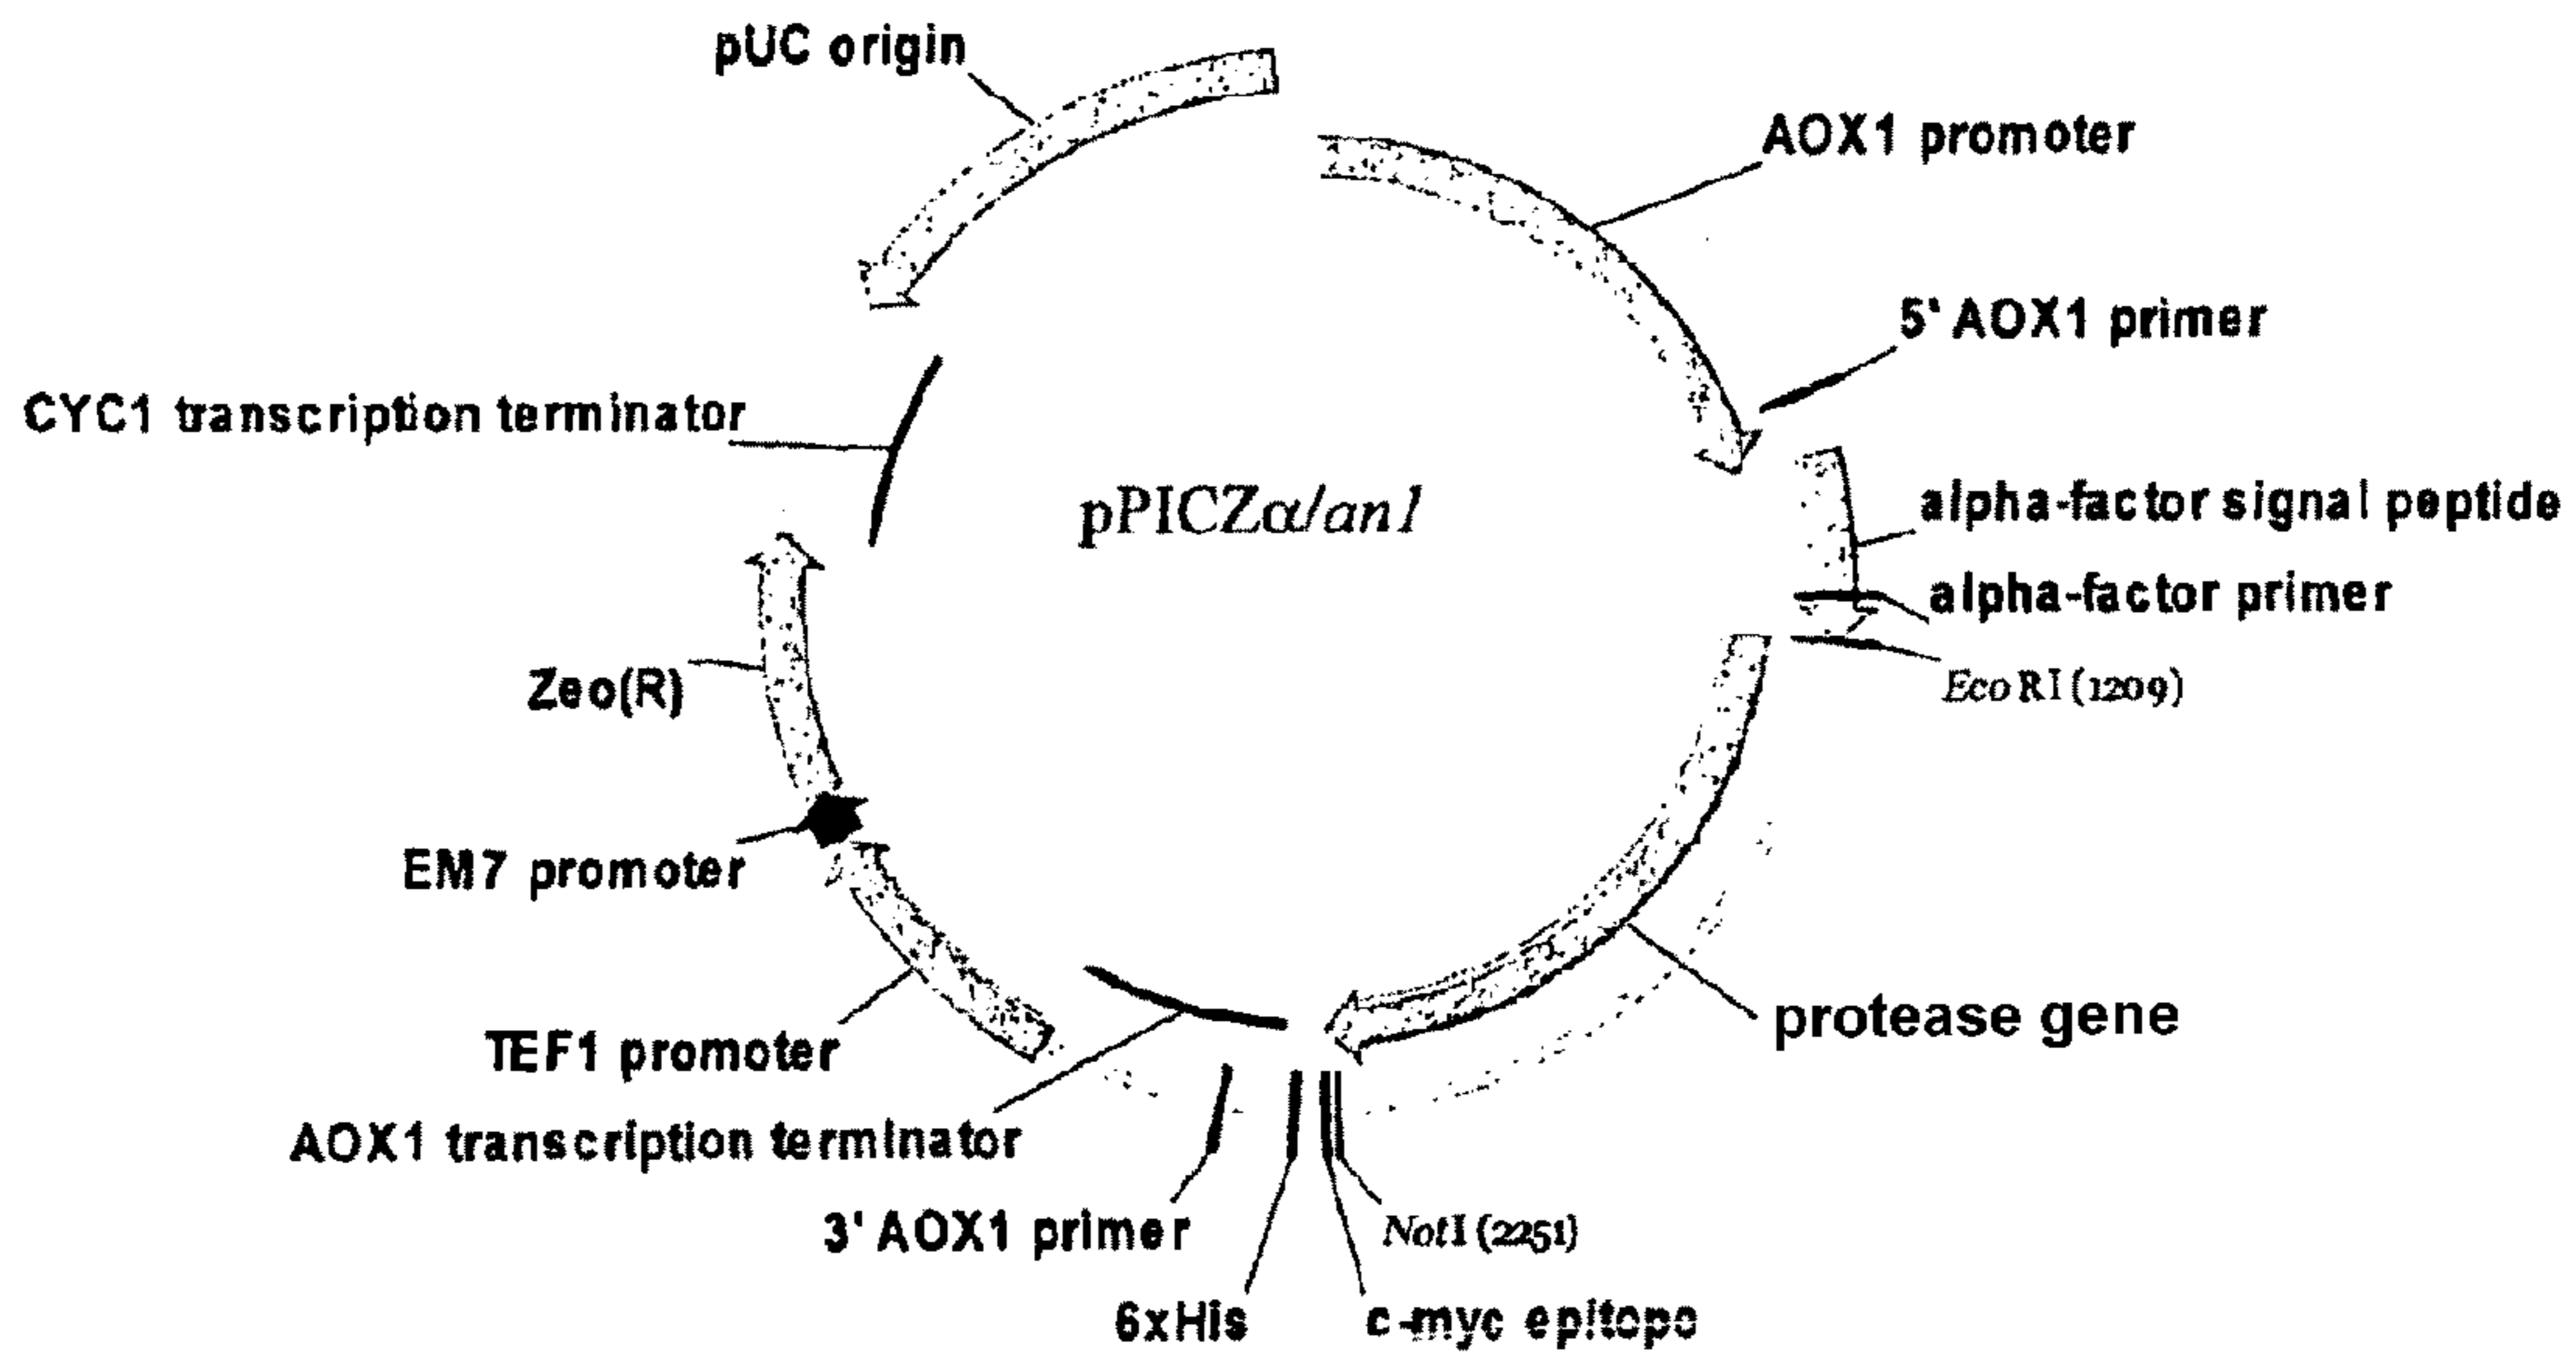 pUC origin
AOX1 promoter
5' AOX1 primer
CYC1 transcription terminator
pPICZα/an1
alpha-factor signal peptide
alpha-factor primer
EcoRI (1209)
Zeo(R)
EM7 promoter
protease gene
TEF1 promoter
AOX1 transcription terminator
3' AOX1 primer
NotI (2251)
6xHis
c-myc epitope